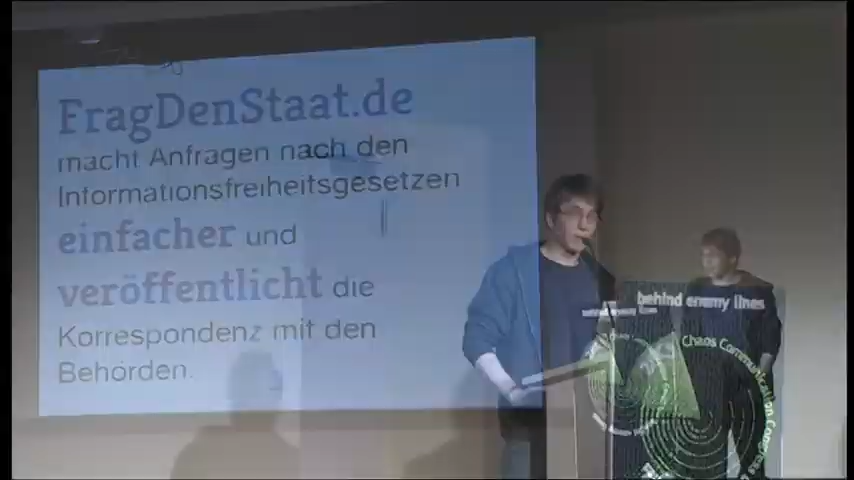 FragDenStaat.de
macht Anfragen nach den
Informationsfreiheitsgesetzen
einfacher und
veröffentlicht die
Korrespondenz mit den
Behörden.
behind enemy lines
Chaos Communication Congress